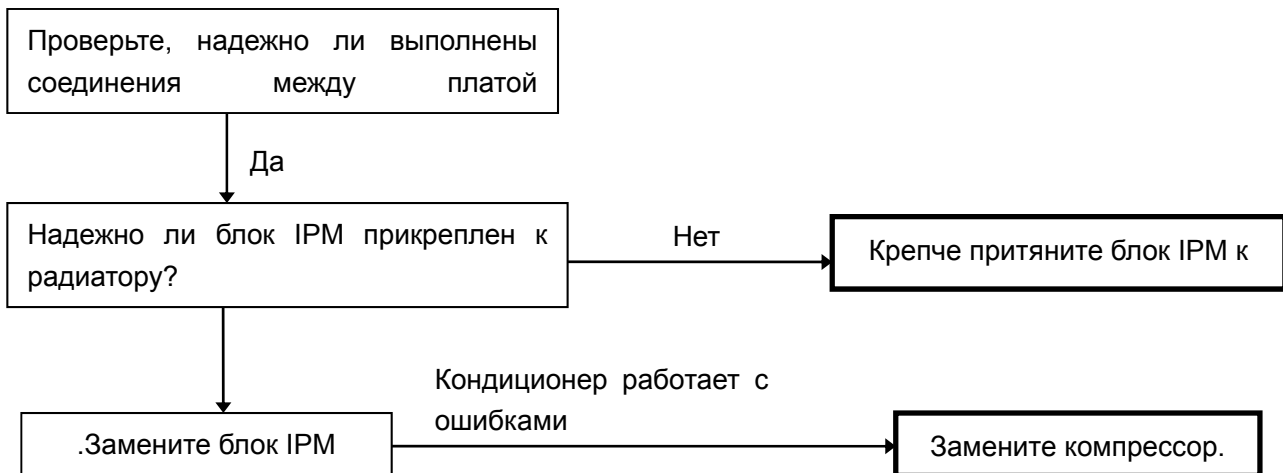 Проверьте, надежно ли выполнены
соединения между платой
Да
Надежно ли блок IPM прикреплен к
радиатору?
Нет
Крепче притяните блок IPM к
Кондиционер работает с
ошибками
.Замените блок IPM
Замените компрессор.